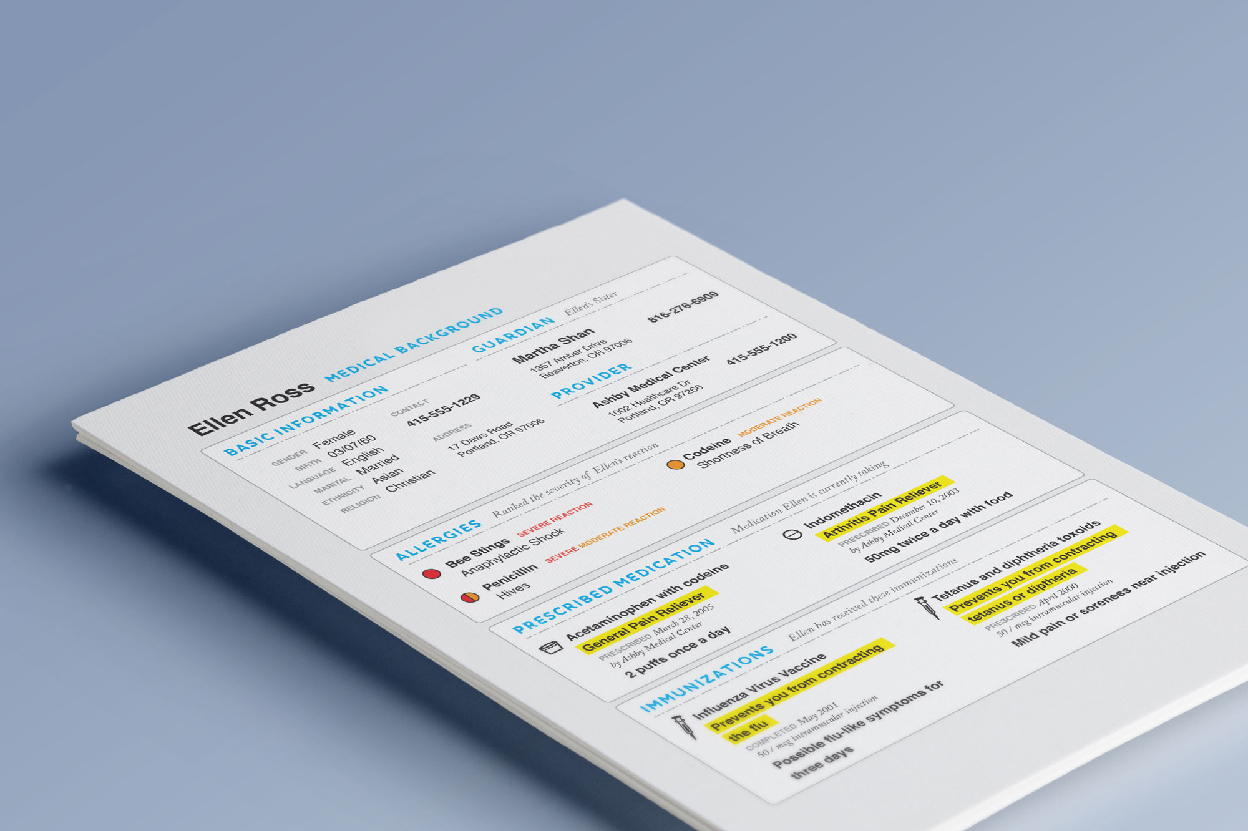 Ellen Ross MEDICAL BACKGROUND
BASIC INFORMATION
GENDER Female
BIRTH 03/07/60
LANGUAGE English
MARITAL Married
ETHNICITY Asian
RELIGION Christian
CONTACT
415-555-1229
ADDRESS
17 Daws Road
Portland, OR 97006
GUARDIAN Ellen's Sister
Martha Shan 816-276-6909
1357 Amber Drive
Beaverton, OR 97006
PROVIDER
Ashby Medical Center 415-555-1200
1002 Healthcare Dr
Portland, OR 97266
ALLERGIES Ranked the severity of Ellen's reaction
Bee Stings SEVERE REACTION
Anaphylactic Shock
Penicillin SEVERE MODERATE REACTION
Hives
Codeine MODERATE REACTION
Shortness of Breath
PRESCRIBED MEDICATION Medication Ellen is currently taking
Acetaminophen with codeine
General Pain Reliever
PRESCRIBED March 28, 2005
by Ashby Medical Center
2 puffs once a day
Indomethacin
Arthritis Pain Reliever
PRESCRIBED December 10, 2003
by Ashby Medical Center
50mg twice a day with food
IMMUNIZATIONS Ellen has received these immunizations
Influenza Virus Vaccine
Prevents you from contracting
the flu
COMPLETED May 2001
50 / mcg intramuscular injection
Possible flu-like symptoms for
three days
Tetanus and diphtheria toxoids
Prevents you from contracting
tetanus or diptheria
PRESCRIBED April 2000
50 / mcg intramuscular injection
Mild pain or soreness near injection